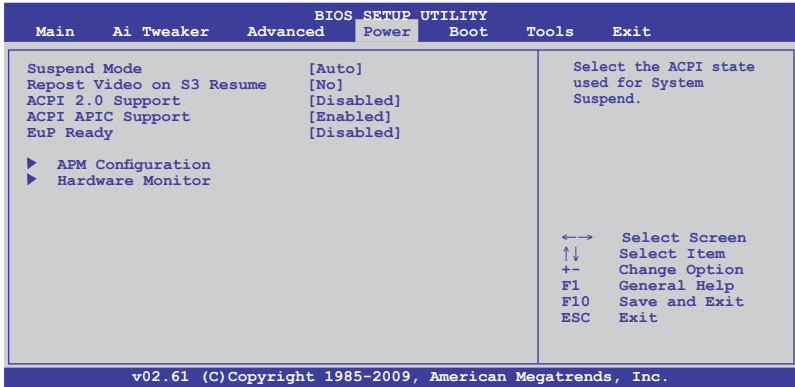 BIOS SETUP UTILITY
Main Ai Tweaker Advanced Power Boot Tools Exit
Suspend Mode [Auto]
Repost Video on S3 Resume [No]
ACPI 2.0 Support [Disabled]
ACPI APIC Support [Enabled]
EuP Ready [Disabled]
▶ APM Configuration
▶ Hardware Monitor
Select the ACPI state
used for System
Suspend.
←→ Select Screen
↑↓ Select Item
+- Change Option
F1 General Help
F10 Save and Exit
ESC Exit
v02.61 (C)Copyright 1985-2009, American Megatrends, Inc.